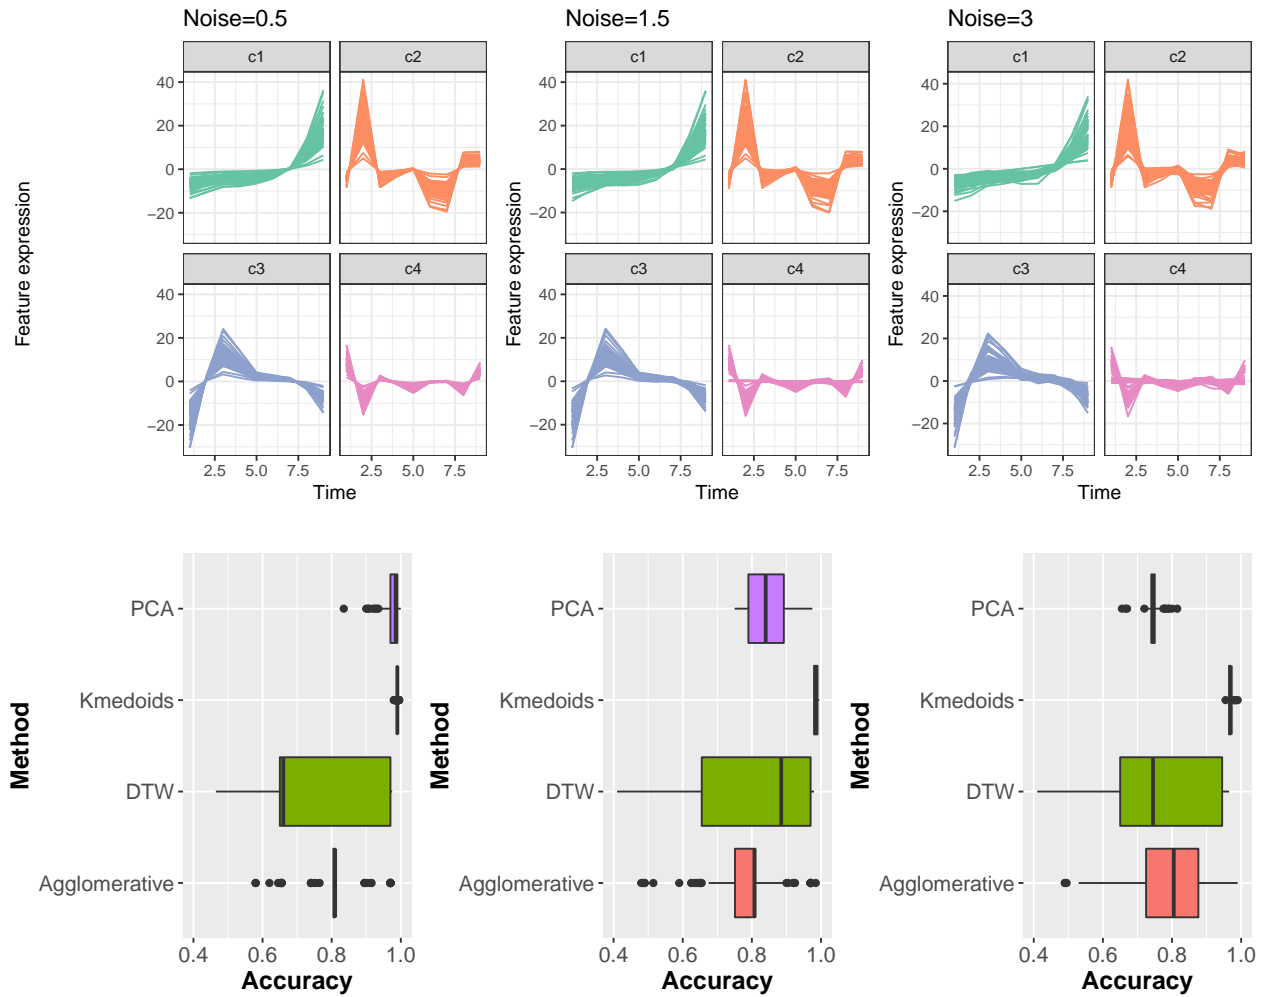 Noise=0.5
Noise=1.5
Noise=3
c1
c2
c1
c2
c1
c2
40
20
0
−20
40
20
0
−20
40
20
0
−20
Feature expression
Feature expression
Feature expression
c3
c4
c3
c4
c3
c4
40
20
0
−20
40
20
0
−20
40
20
0
−20
2.5 5.0 7.5 2.5 5.0 7.5
2.5 5.0 7.5 2.5 5.0 7.5
2.5 5.0 7.5 2.5 5.0 7.5
Time
Time
Time
Method
PCA
Kmedoids
DTW
Agglomerative
0.4 0.6 0.8 1.0
Accuracy
Method
PCA
Kmedoids
DTW
Agglomerative
0.4 0.6 0.8 1.0
Accuracy
Method
PCA
Kmedoids
DTW
Agglomerative
0.4 0.6 0.8 1.0
Accuracy